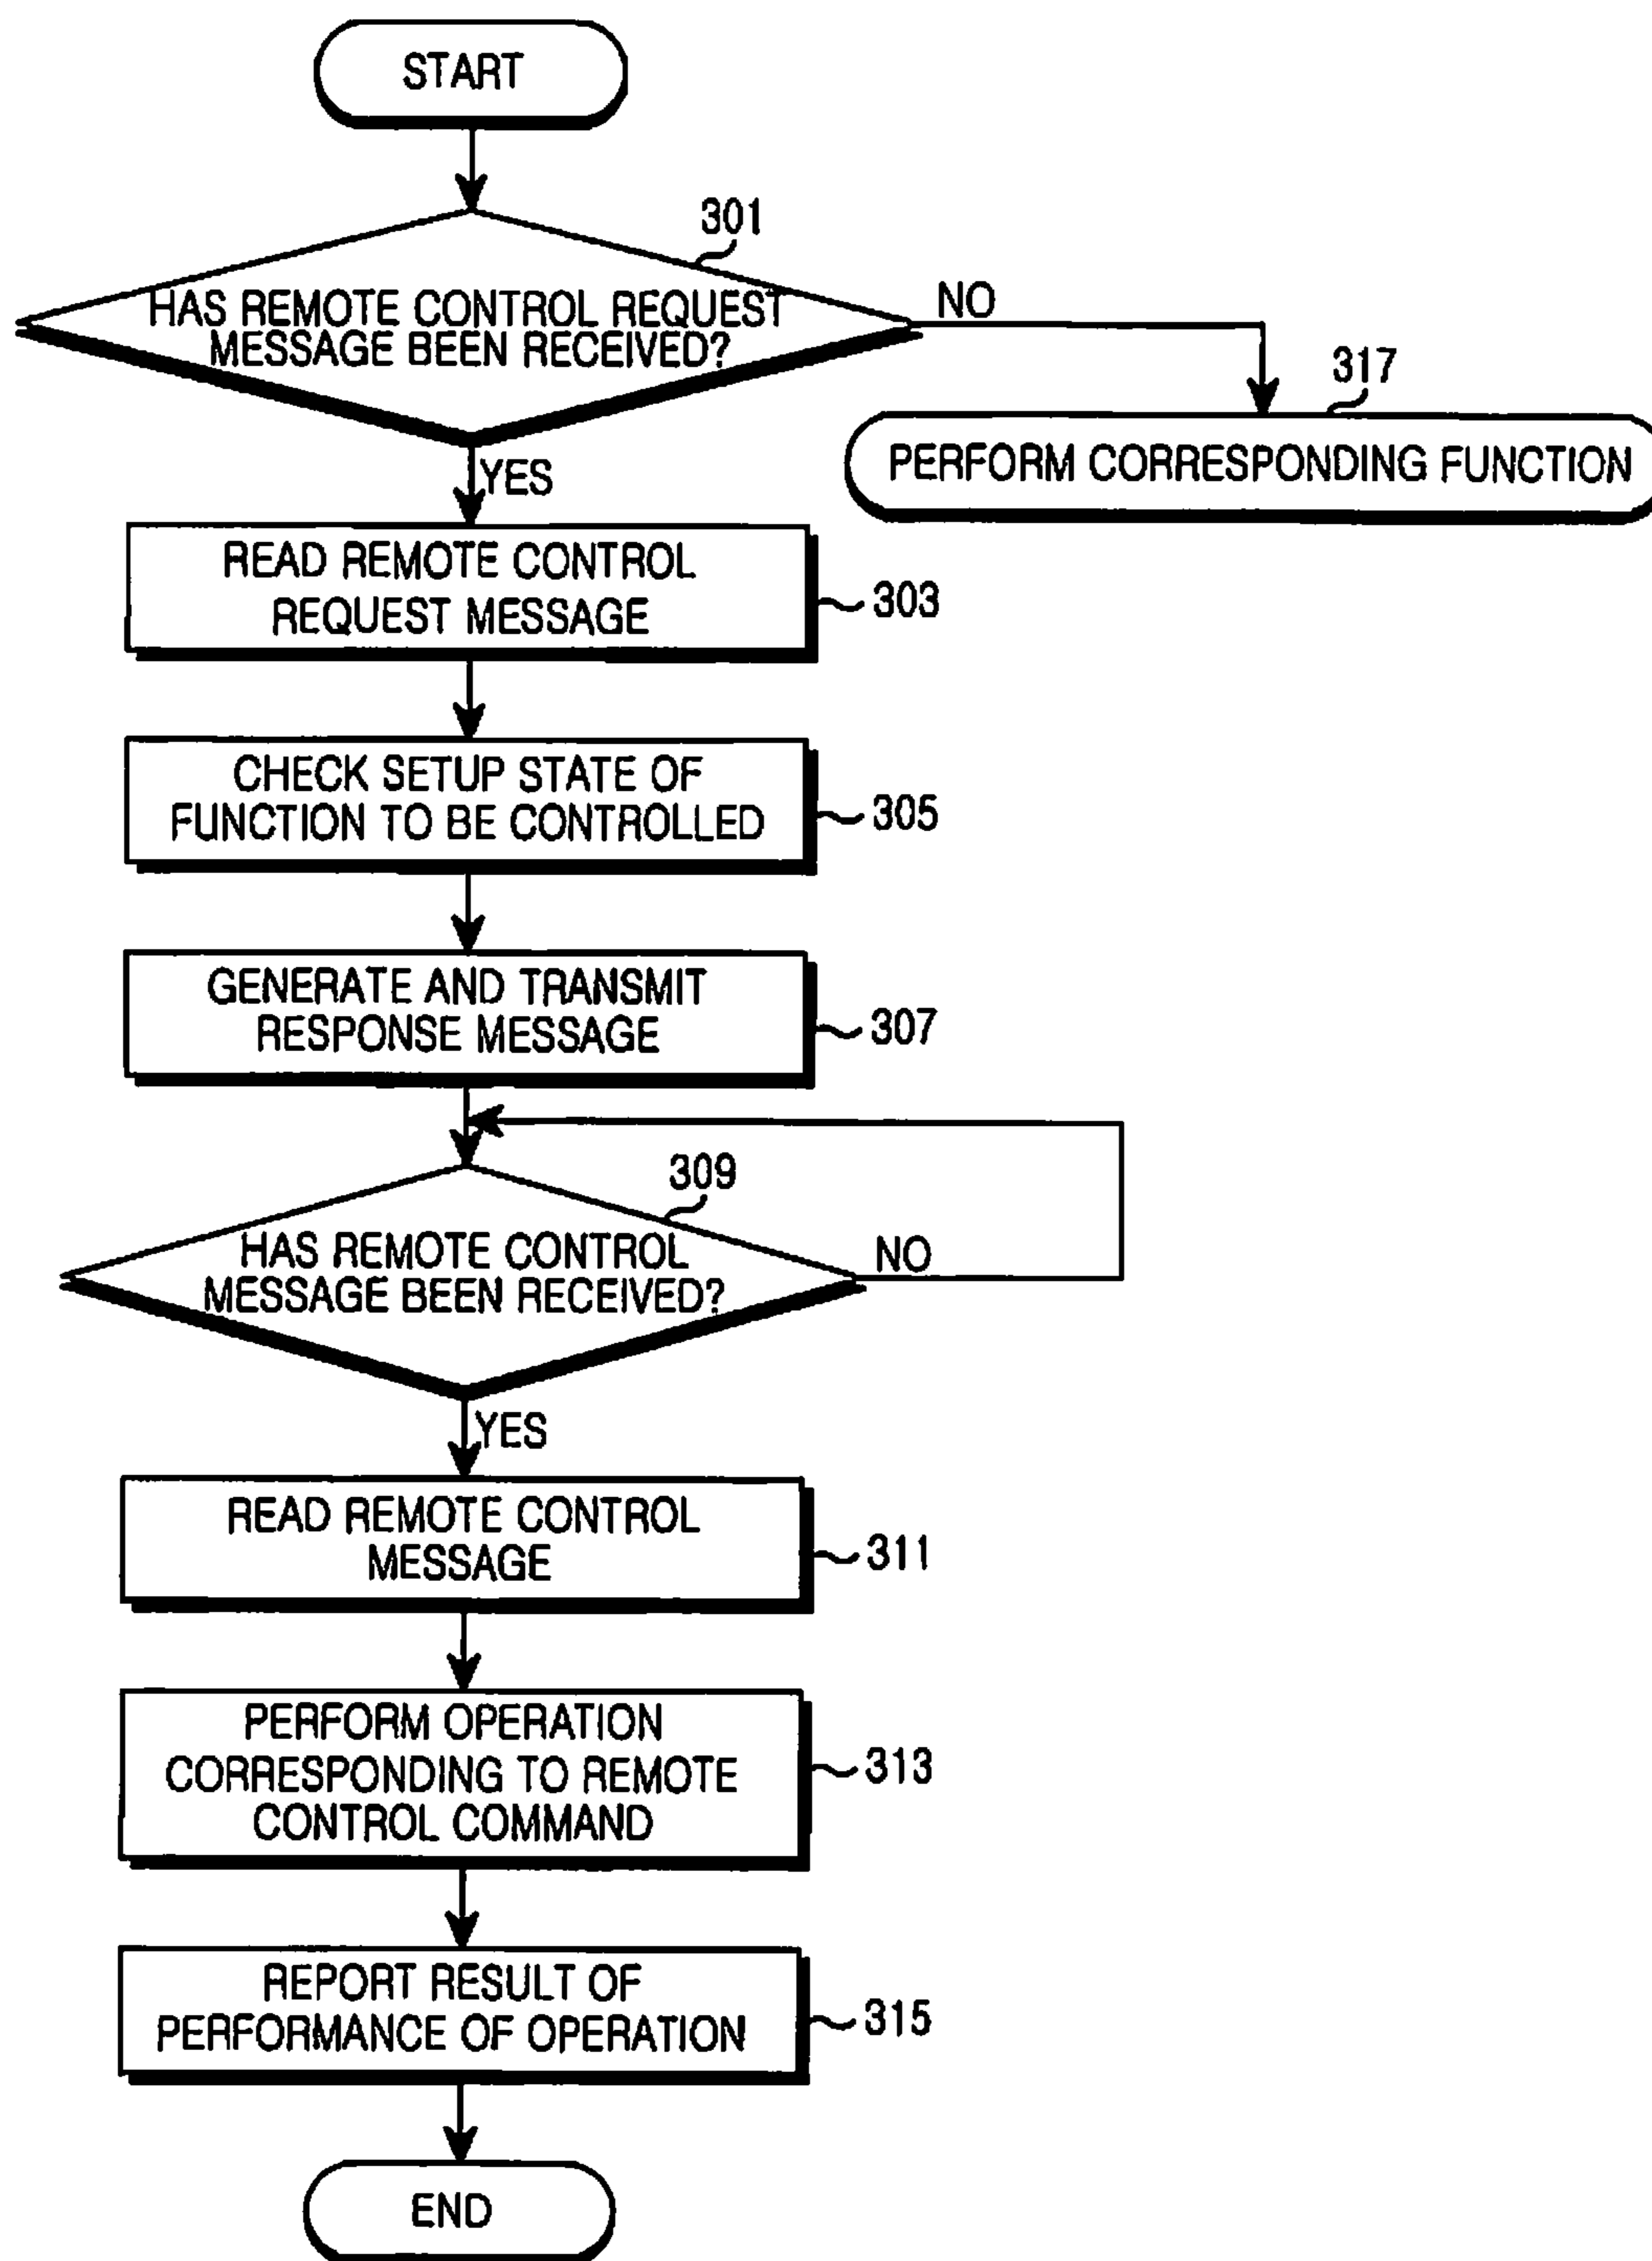 START
301
HAS REMOTE CONTROL REQUEST
MESSAGE BEEN RECEIVED?
NO
317
PERFORM CORRESPONDING FUNCTION
YES
READ REMOTE CONTROL
REQUEST MESSAGE
303
CHECK SETUP STATE OF
FUNCTION TO BE CONTROLLED
305
GENERATE AND TRANSMIT
RESPONSE MESSAGE
307
309
HAS REMOTE CONTROL
MESSAGE BEEN RECEIVED?
NO
YES
READ REMOTE CONTROL
MESSAGE
311
PERFORM OPERATION
CORRESPONDING TO REMOTE
CONTROL COMMAND
313
REPORT RESULT OF
PERFORMANCE OF OPERATION
315
END